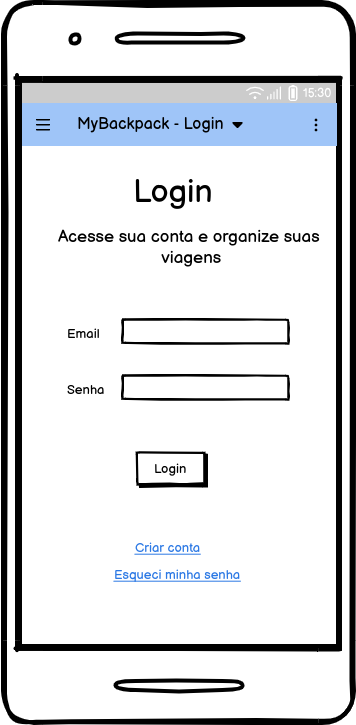 15:30
MyBackpack - Login
Login
Acesse sua conta e organize suas
viagens
Email
Senha
Login
Criar conta
Esqueci minha senha